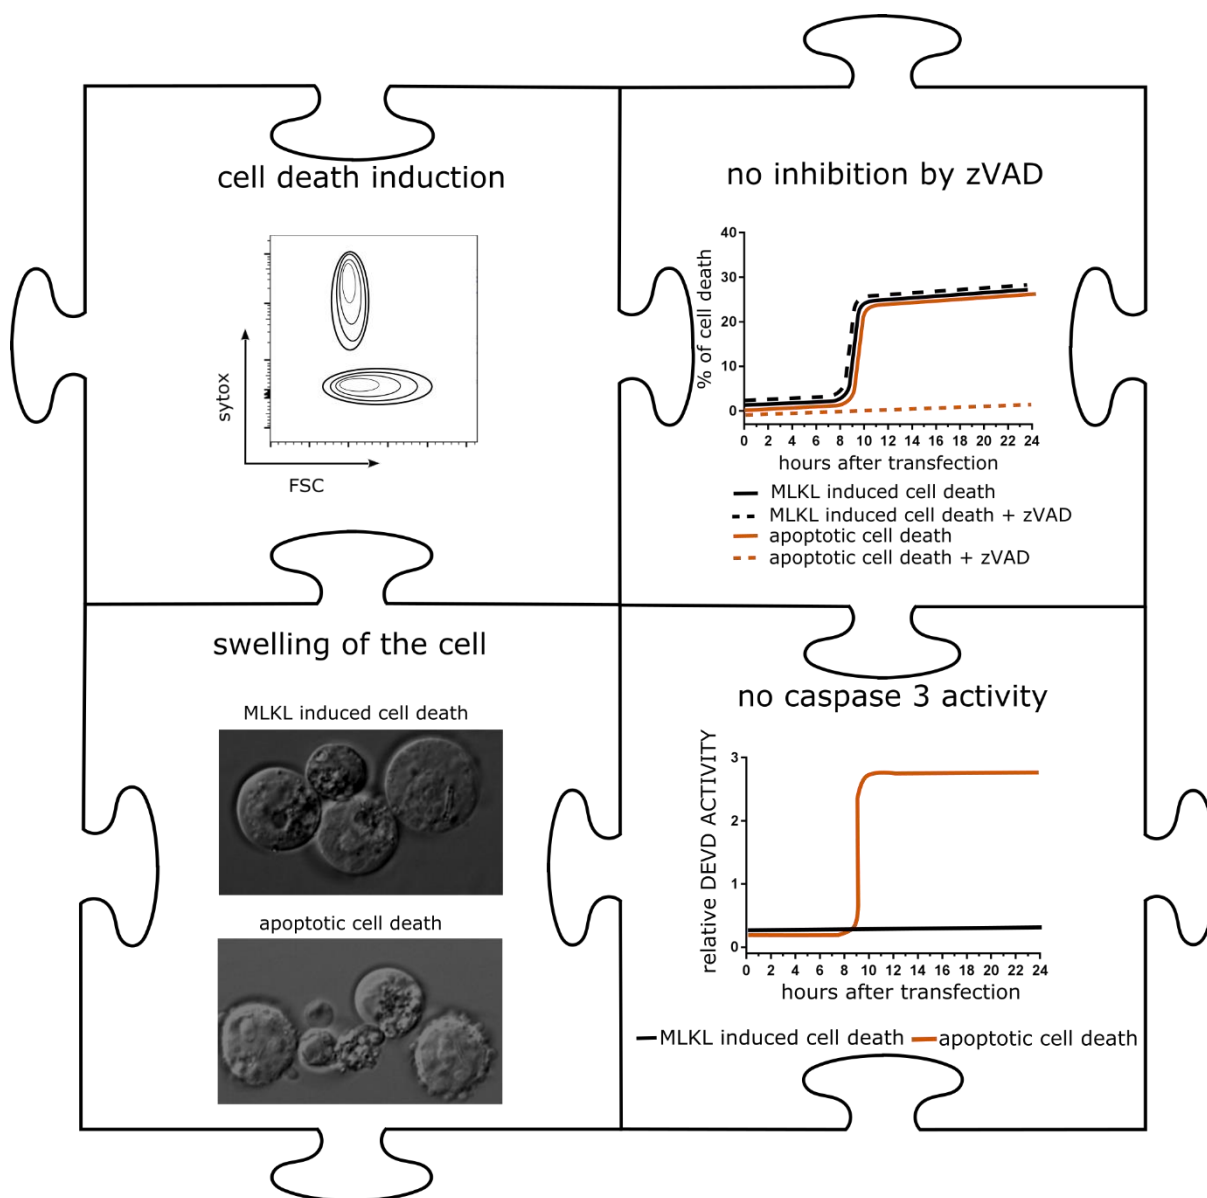 cell death induction
sytox
FSC
no inhibition by zVAD
% of cell death
40
30
20
10
0
0 2 4 6 8 10 12 14 16 18 20 22 24
hours after transfection
MLKL induced cell death
MLKL induced cell death + zVAD
apoptotic cell death
apoptotic cell death + zVAD
swelling of the cell
MLKL induced cell death
apoptotic cell death
no caspase 3 activity
relative DEVD ACTIVITY
3
2
1
0
0 2 4 6 8 10 12 14 16 18 20 22 24
hours after transfection
MLKL induced cell death apoptotic cell death